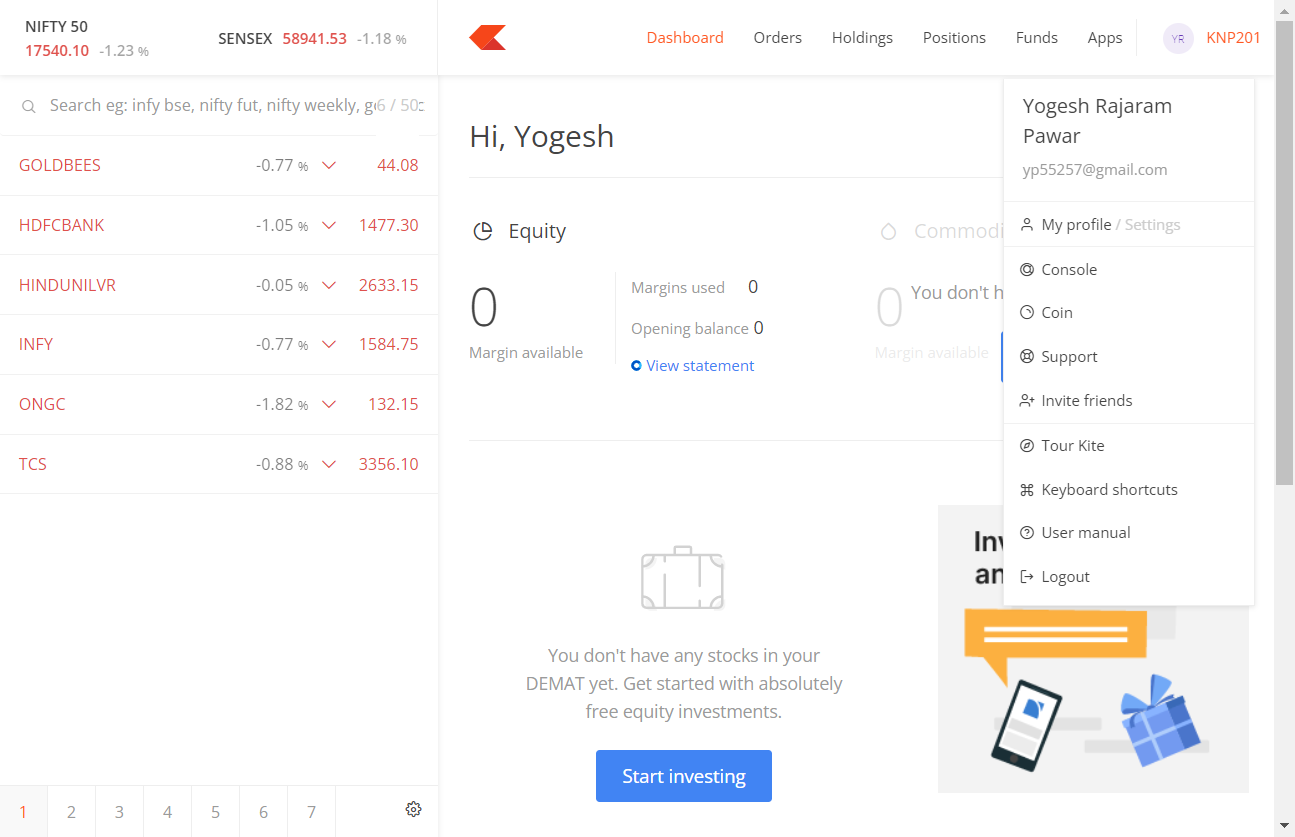 NIFTY 50
17540.10 -1.23 %
SENSEX 58941.53 -1.18 %
Dashboard
Orders
Holdings
Positions
Funds
Apps
YR
KNP201
Search eg: infy bse, nifty fut, nifty weekly,
6 / 50
GOLDBEES -0.77 % 44.08
HDFCBANK -1.05 % 1477.30
HINDUNILVR -0.05 % 2633.15
INFY -0.77 % 1584.75
ONGC -1.82 % 132.15
TCS -0.88 % 3356.10
1 2 3 4 5 6 7
Hi, Yogesh
Equity
0
Margin available
Margins used 0
Opening balance 0
View statement
Commodi
0
Margin available
You don't h
You don't have any stocks in your
DEMAT yet. Get started with absolutely
free equity investments.
Start investing
Yogesh Rajaram
Pawar
yp55257@gmail.com
My profile / Settings
Console
Coin
Support
Invite friends
Tour Kite
Keyboard shortcuts
User manual
Logout